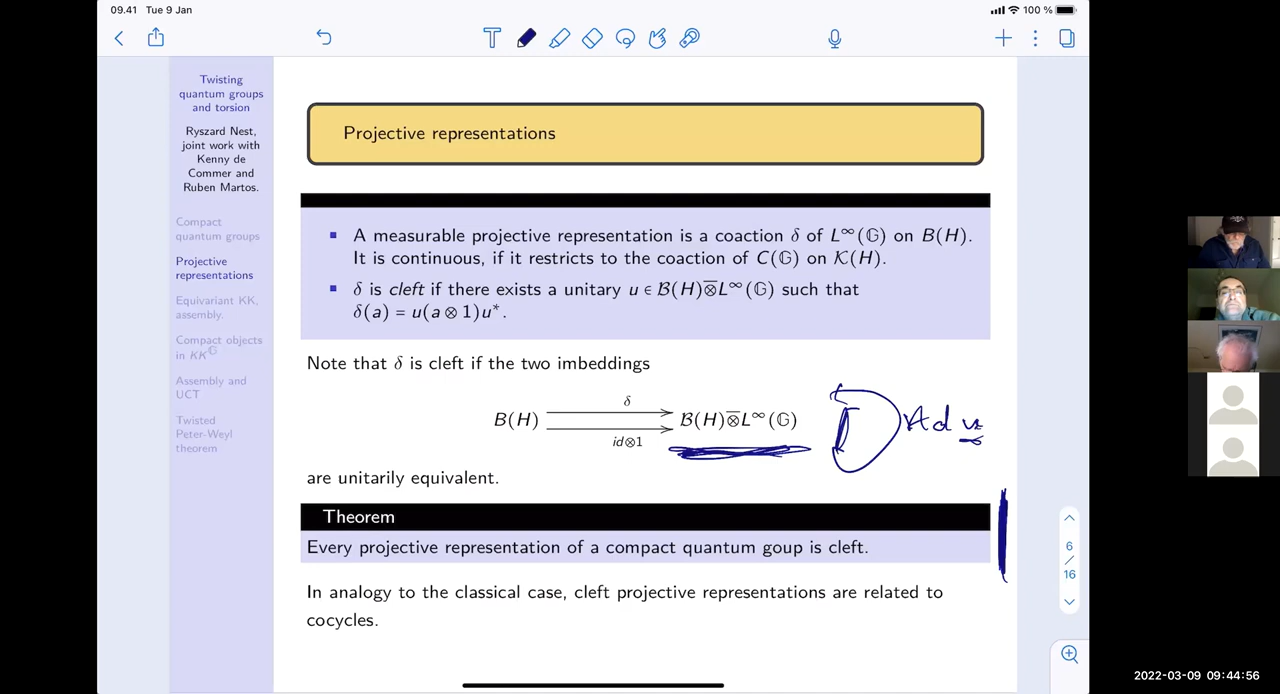 09.41 Tue 9 Jan
100 %
Twisting
quantum groups
and torsion
Ryszard Nest,
joint work with
Kenny de
Commer and
Ruben Martos.
Compact
quantum groups
Projective
representations
Equivariant KK,
assembly.
Compact objects
in KK^𝔾
Assembly and
UCT
Twisted
Peter-Weyl
theorem
Projective representations
▪ A measurable projective representation is a coaction δ of L^∞(𝔾) on B(H).
It is continuous, if it restricts to the coaction of C(𝔾) on 𝒦(H).
▪ δ is cleft if there exists a unitary u ∈ ℬ(H)⊗̅L^∞(𝔾) such that
δ(a) = u(a ⊗ 1)u*.
Note that δ is cleft if the two imbeddings
δ
B(H) ℬ(H)⊗̅L^∞(𝔾)
id⊗1
Ad u
are unitarily equivalent.
Theorem
Every projective representation of a compact quantum goup is cleft.
In analogy to the classical case, cleft projective representations are related to
cocycles.
6
/
16
2022-03-09 09:44:56